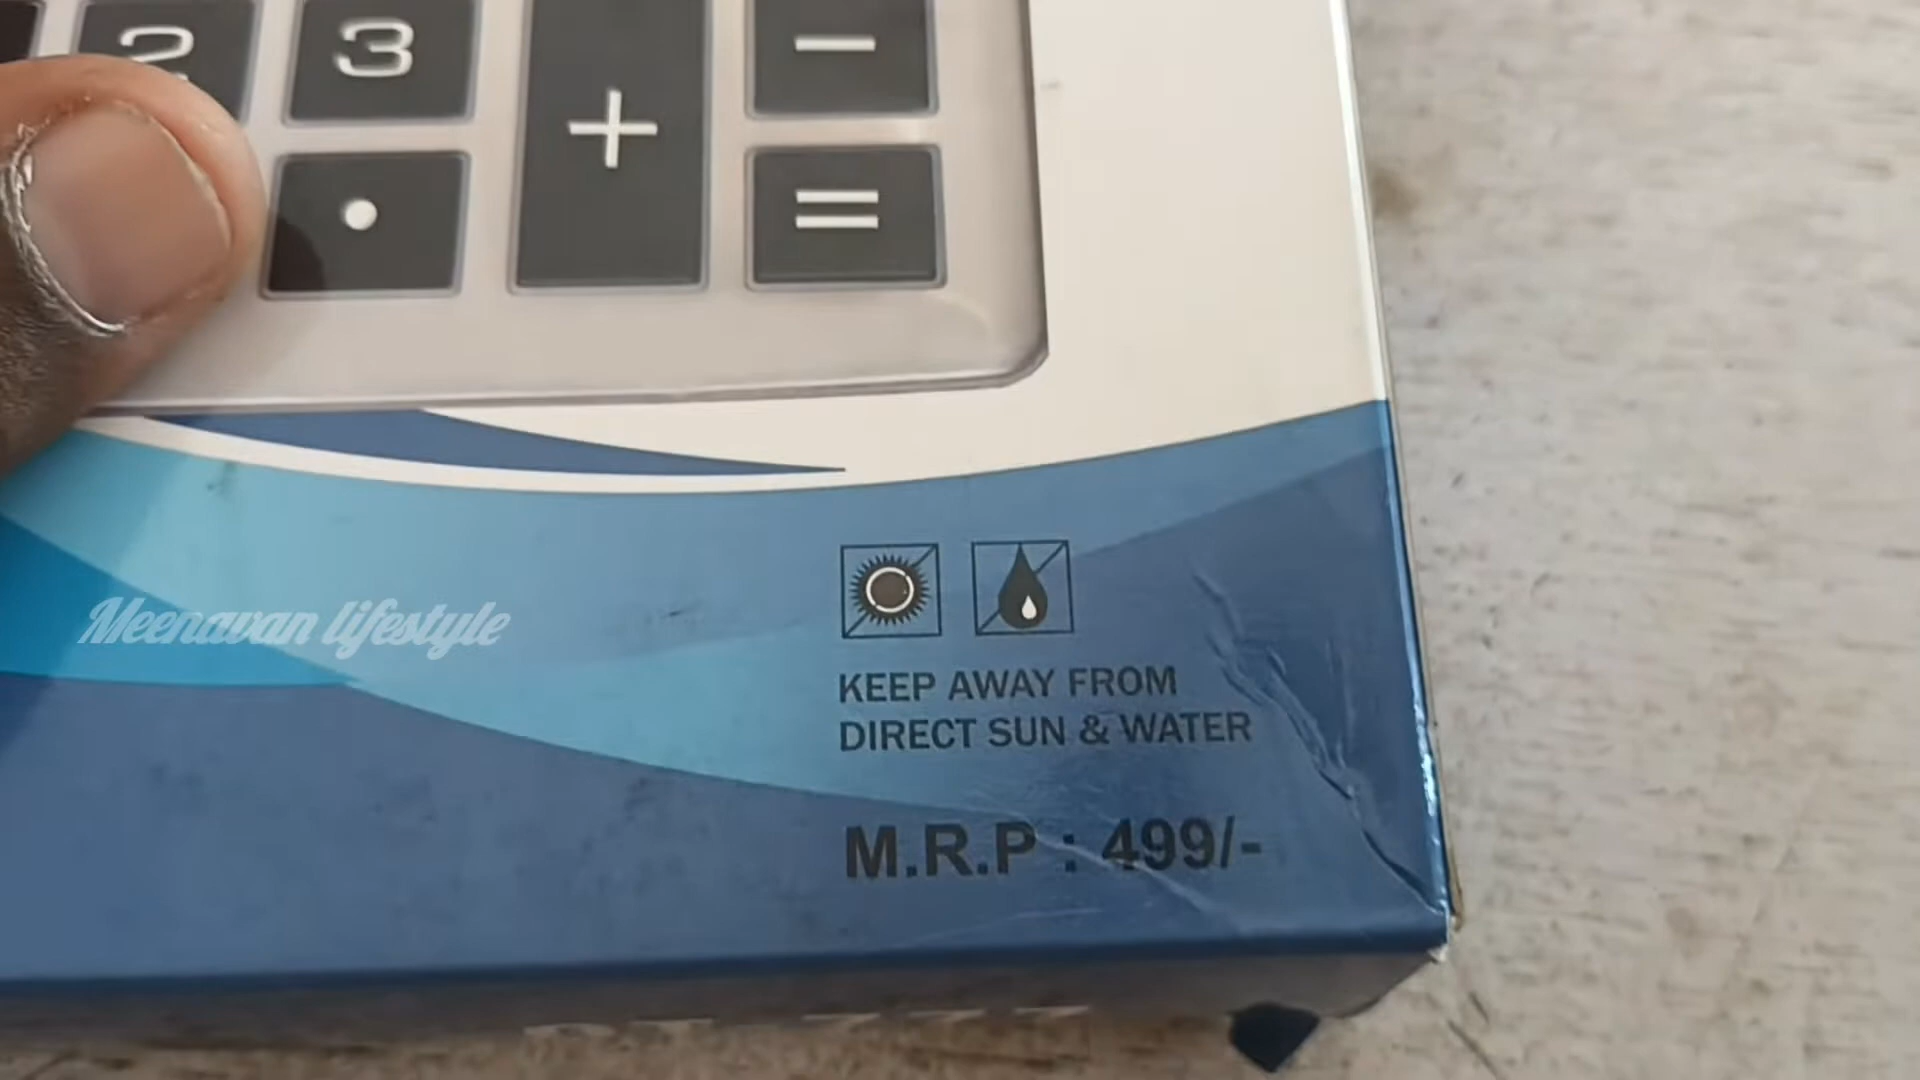 2 3 + −
. =
Meenavan lifestyle
KEEP AWAY FROM
DIRECT SUN & WATER
M.R.P : 499/-